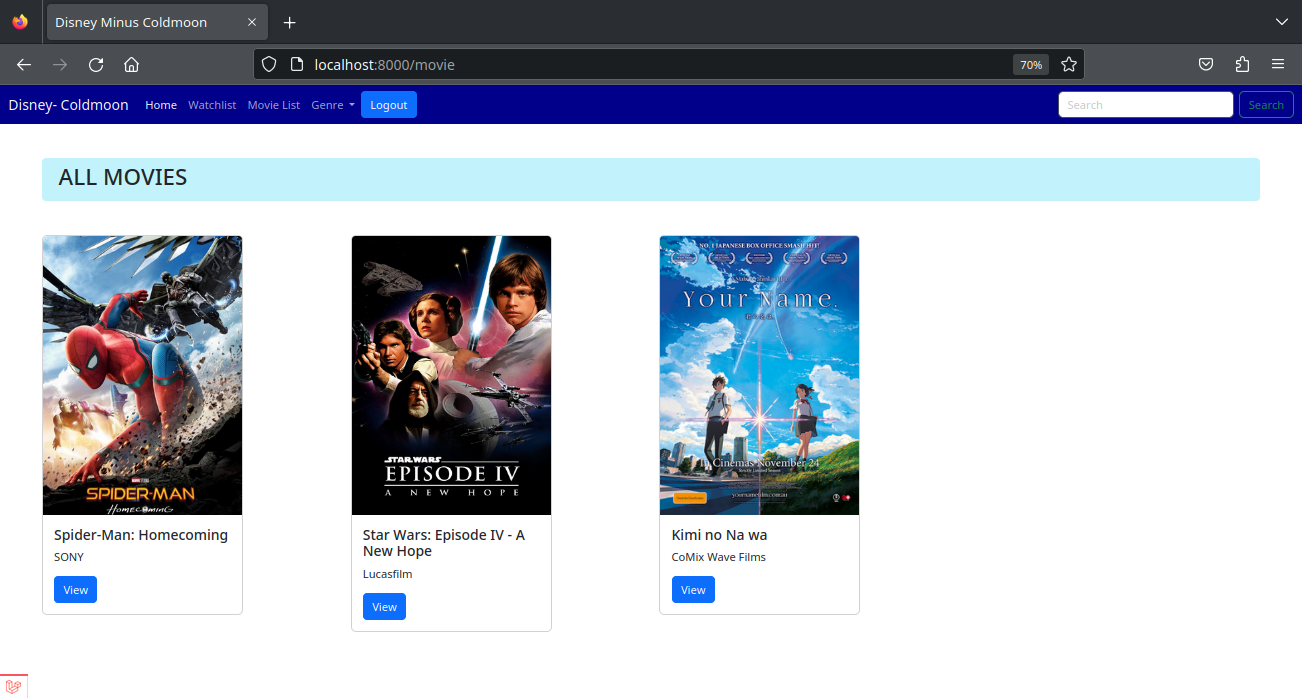 Disney Minus Coldmoon
localhost:8000/movie
70%
Disney- Coldmoon Home Watchlist Movie List Genre Logout Search Search
ALL MOVIES
NO. 1 JAPANESE BOX OFFICE SMASH HIT!
Your Name.
In Cinemas November 24
yournamefilm.com.au
SPIDER-MAN
HOMECOMING
STAR WARS
EPISODE IV
A NEW HOPE
Spider-Man: Homecoming
SONY
View
Star Wars: Episode IV - A
New Hope
Lucasfilm
View
Kimi no Na wa
CoMix Wave Films
View